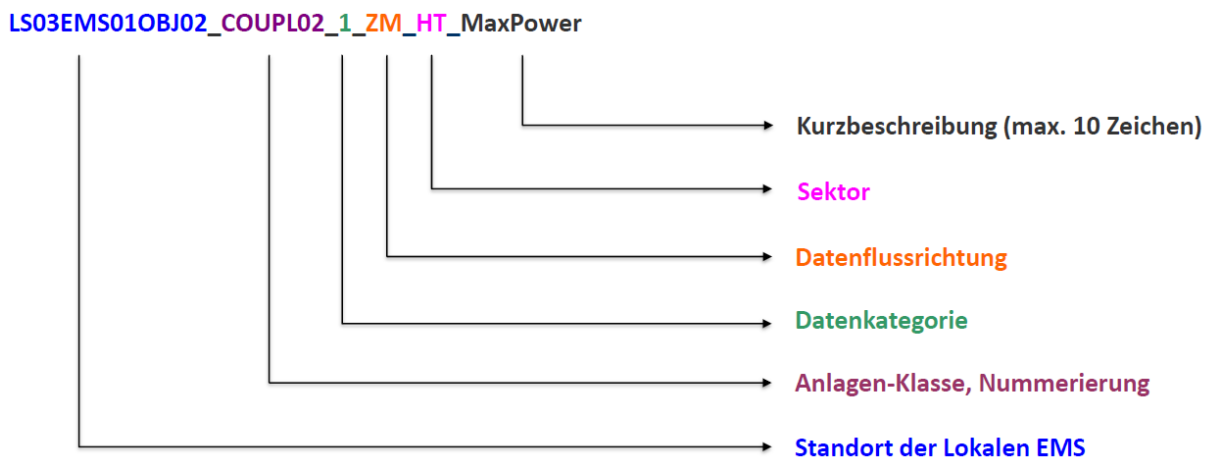 LS03EMS01OBJ02_COUPL02_1_ZM_HT_MaxPower
Kurzbeschreibung (max. 10 Zeichen)
Sektor
Datenflussrichtung
Datenkategorie
Anlagen-Klasse, Nummerierung
Standort der Lokalen EMS